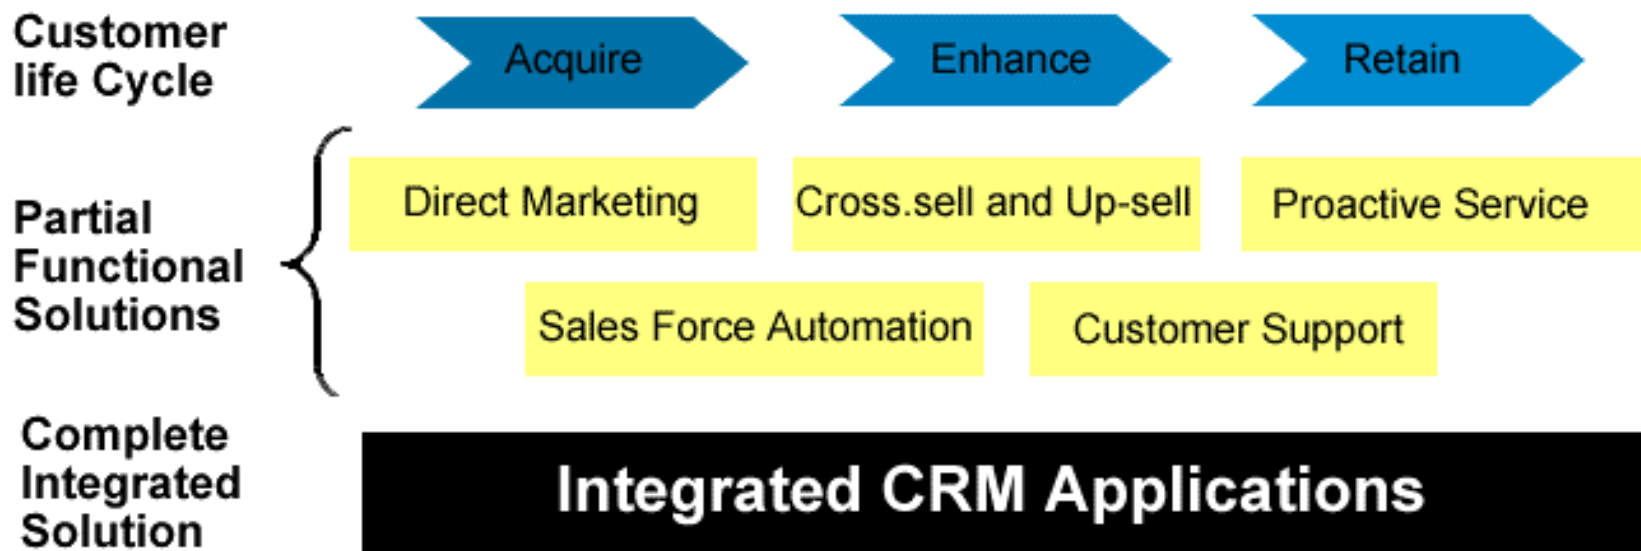 Customer
life Cycle
Acquire
Enhance
Retain
Partial
Functional
Solutions
Direct Marketing
Cross.sell and Up-sell
Proactive Service
Sales Force Automation
Customer Support
Complete
Integrated
Solution
Integrated CRM Applications